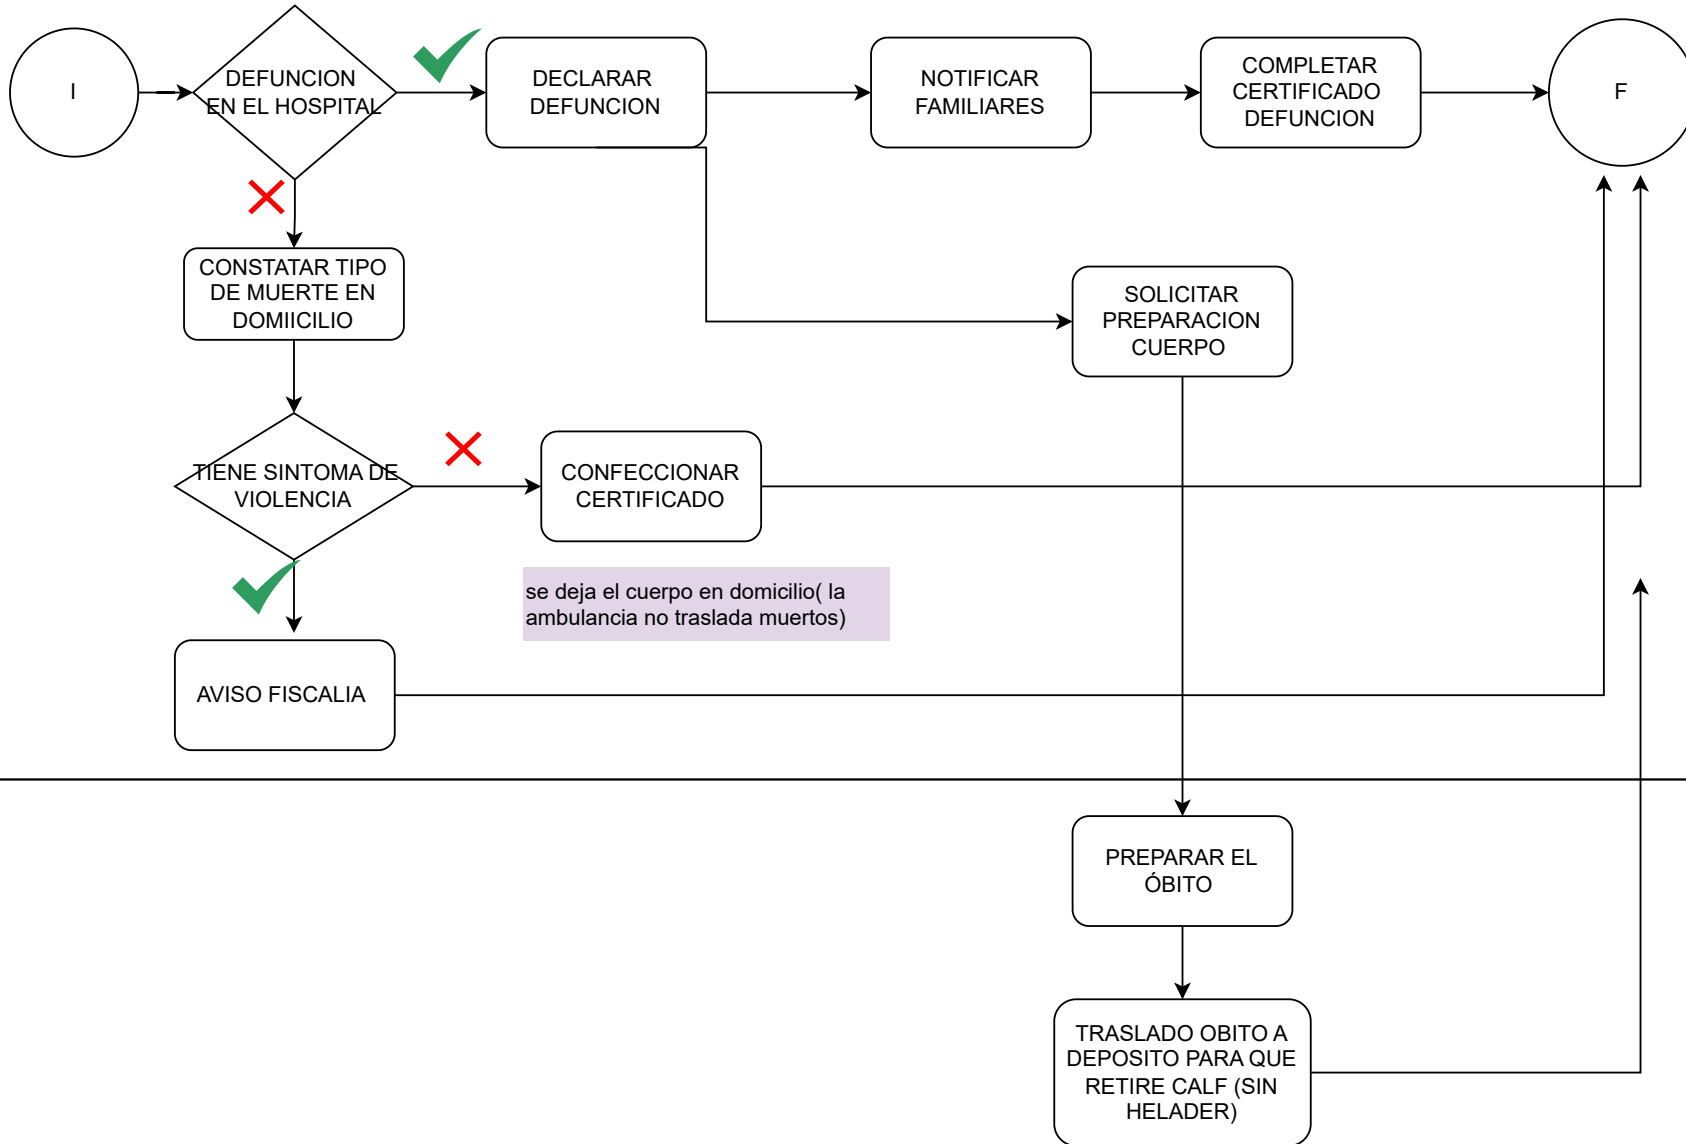 I
DEFUNCION
EN EL HOSPITAL
DECLARAR
DEFUNCION
NOTIFICAR
FAMILIARES
COMPLETAR
CERTIFICADO
DEFUNCION
F
CONSTATAR TIPO
DE MUERTE EN
DOMIICILIO
SOLICITAR
PREPARACION
CUERPO
TIENE SINTOMA DE
VIOLENCIA
CONFECCIONAR
CERTIFICADO
se deja el cuerpo en domicilio( la
ambulancia no traslada muertos)
AVISO FISCALIA
PREPARAR EL
ÓBITO
TRASLADO OBITO A
DEPOSITO PARA QUE
RETIRE CALF (SIN
HELADER)